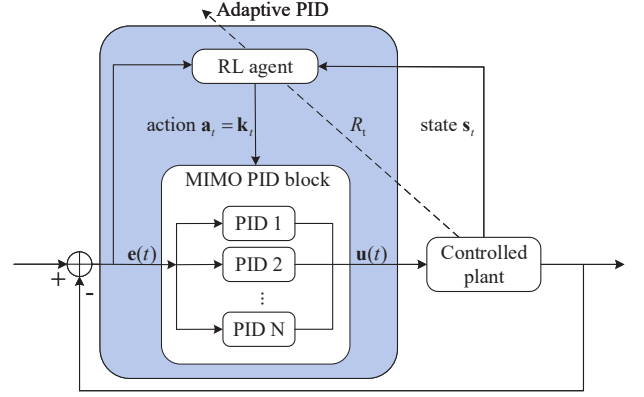 Adaptive PID
RL agent
action a_t = k_t
R_t
state s_t
MIMO PID block
PID 1
e(t)
PID 2
u(t)
Controlled
plant
+
-
⋮
PID N